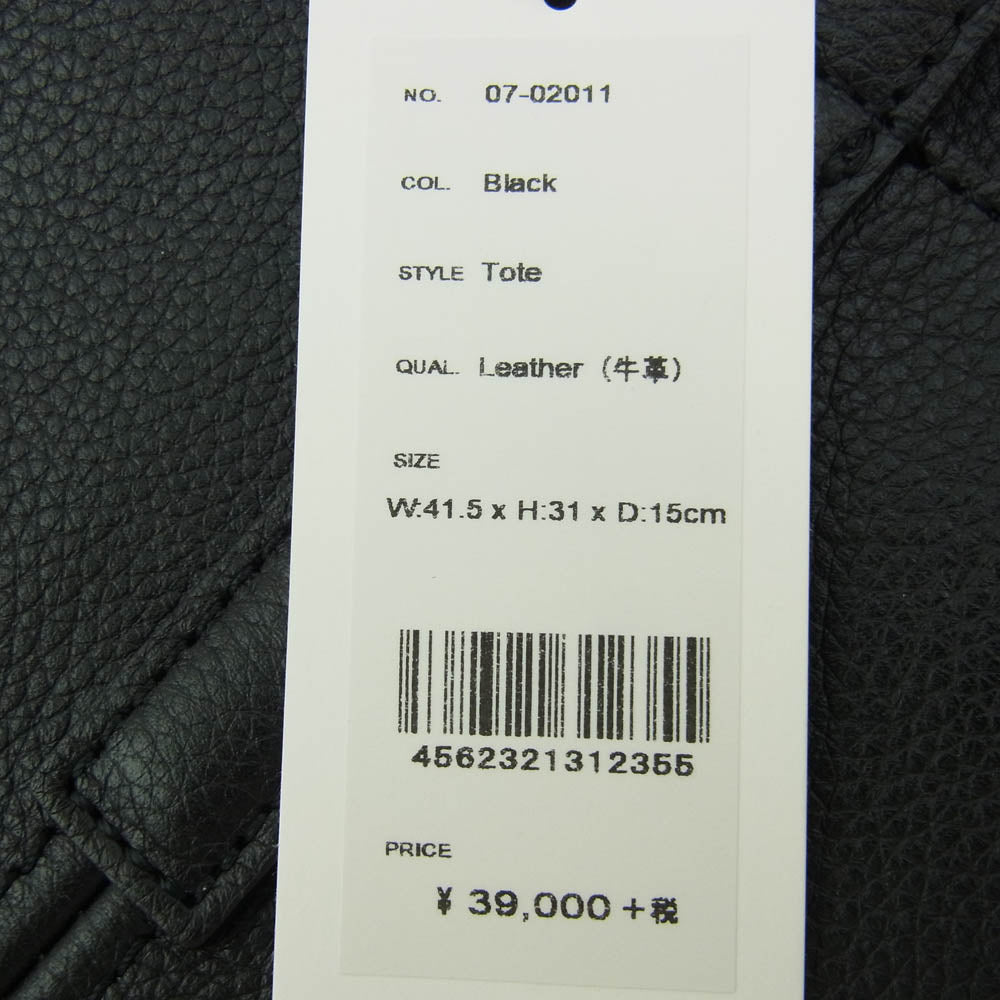 NO. 07-02011
COL. Black
STYLE Tote
QUAL. Leather (牛革)
SIZE
W:41.5 x H:31 x D:15cm
4562321312355
PRICE
¥ 39,000 + 税